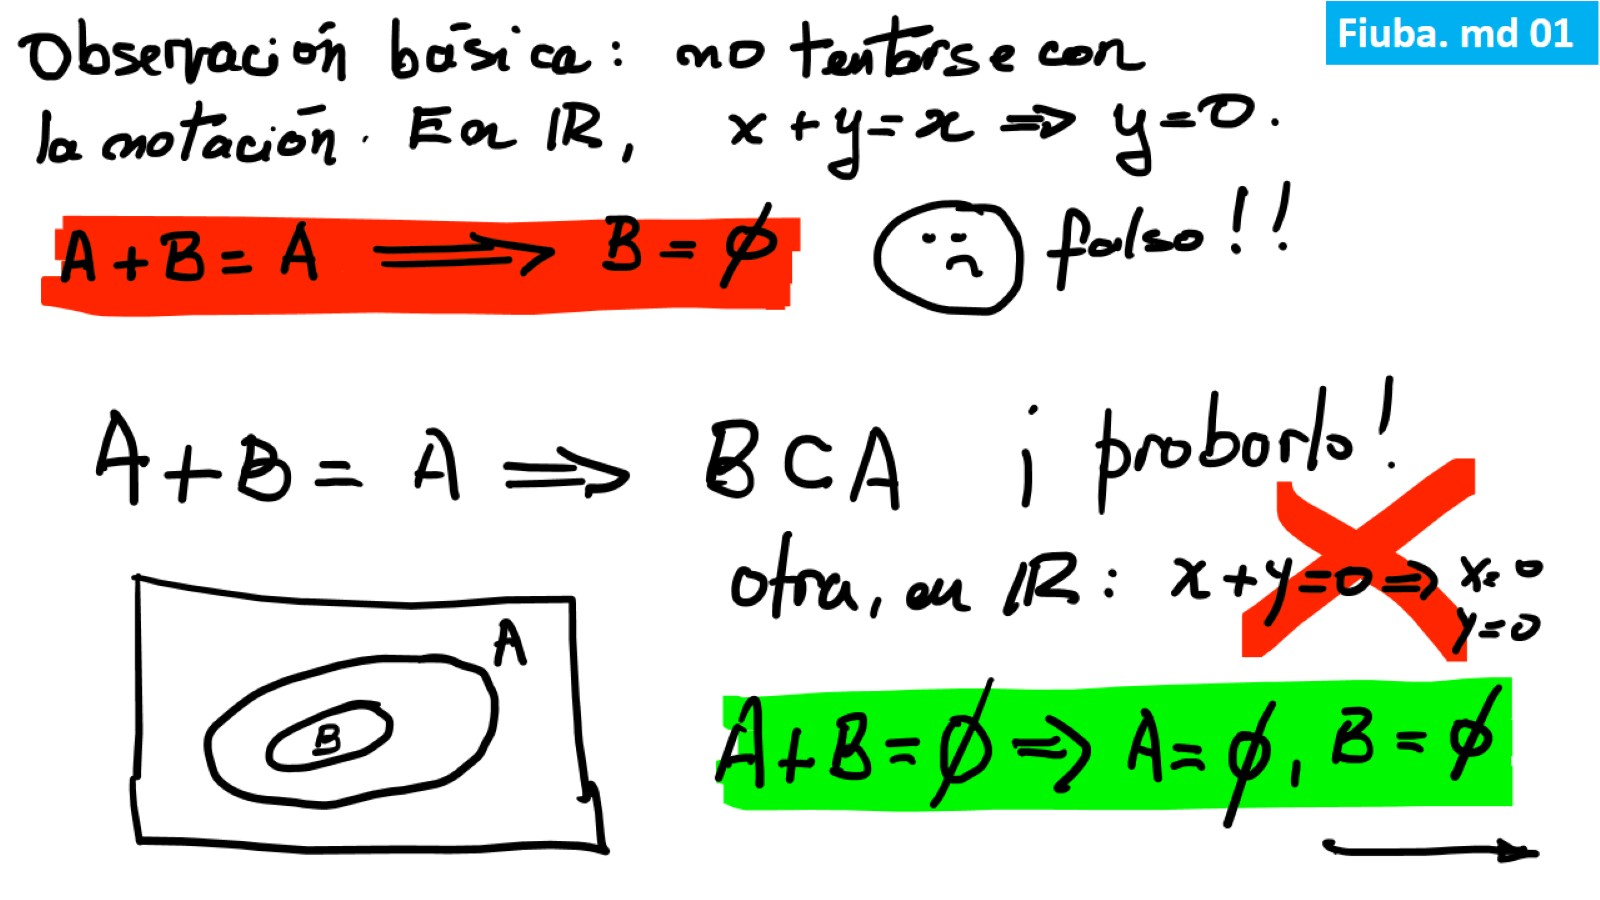 Fiuba. md 01
Observación básica: no tentarse con
la notación. En ℝ, x + y = x ⇒ y = 0.
A + B = A ⟹ B = ∅ falso!!
A + B = A ⟹ B ⊂ A ¡probarlo!
otra, en ℝ: x + y = 0 ⇒ x = 0
y = 0
A
B
A + B = ∅ ⇒ A = ∅, B = ∅